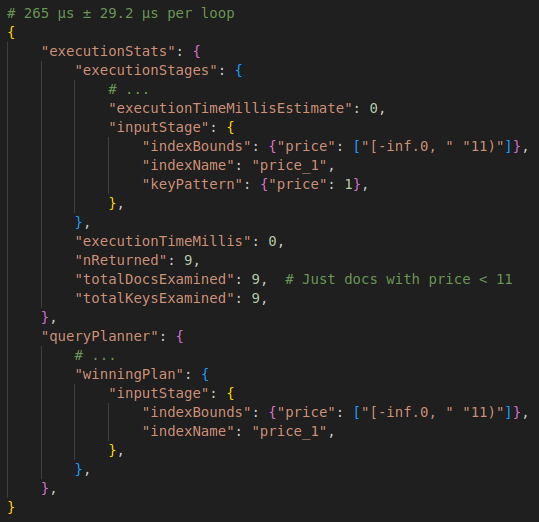 # 265 µs ± 29.2 µs per loop
{
    "executionStats": {
        "executionStages": {
            # ...
            "executionTimeMillisEstimate": 0,
            "inputStage": {
                "indexBounds": {"price": ["[-inf.0, " "11)"]},
                "indexName": "price_1",
                "keyPattern": {"price": 1},
            },
        },
        "executionTimeMillis": 0,
        "nReturned": 9,
        "totalDocsExamined": 9,  # Just docs with price < 11
        "totalKeysExamined": 9,
    },
    "queryPlanner": {
        # ...
        "winningPlan": {
            "inputStage": {
                "indexBounds": {"price": ["[-inf.0, " "11)"]},
                "indexName": "price_1",
            },
        },
    },
}